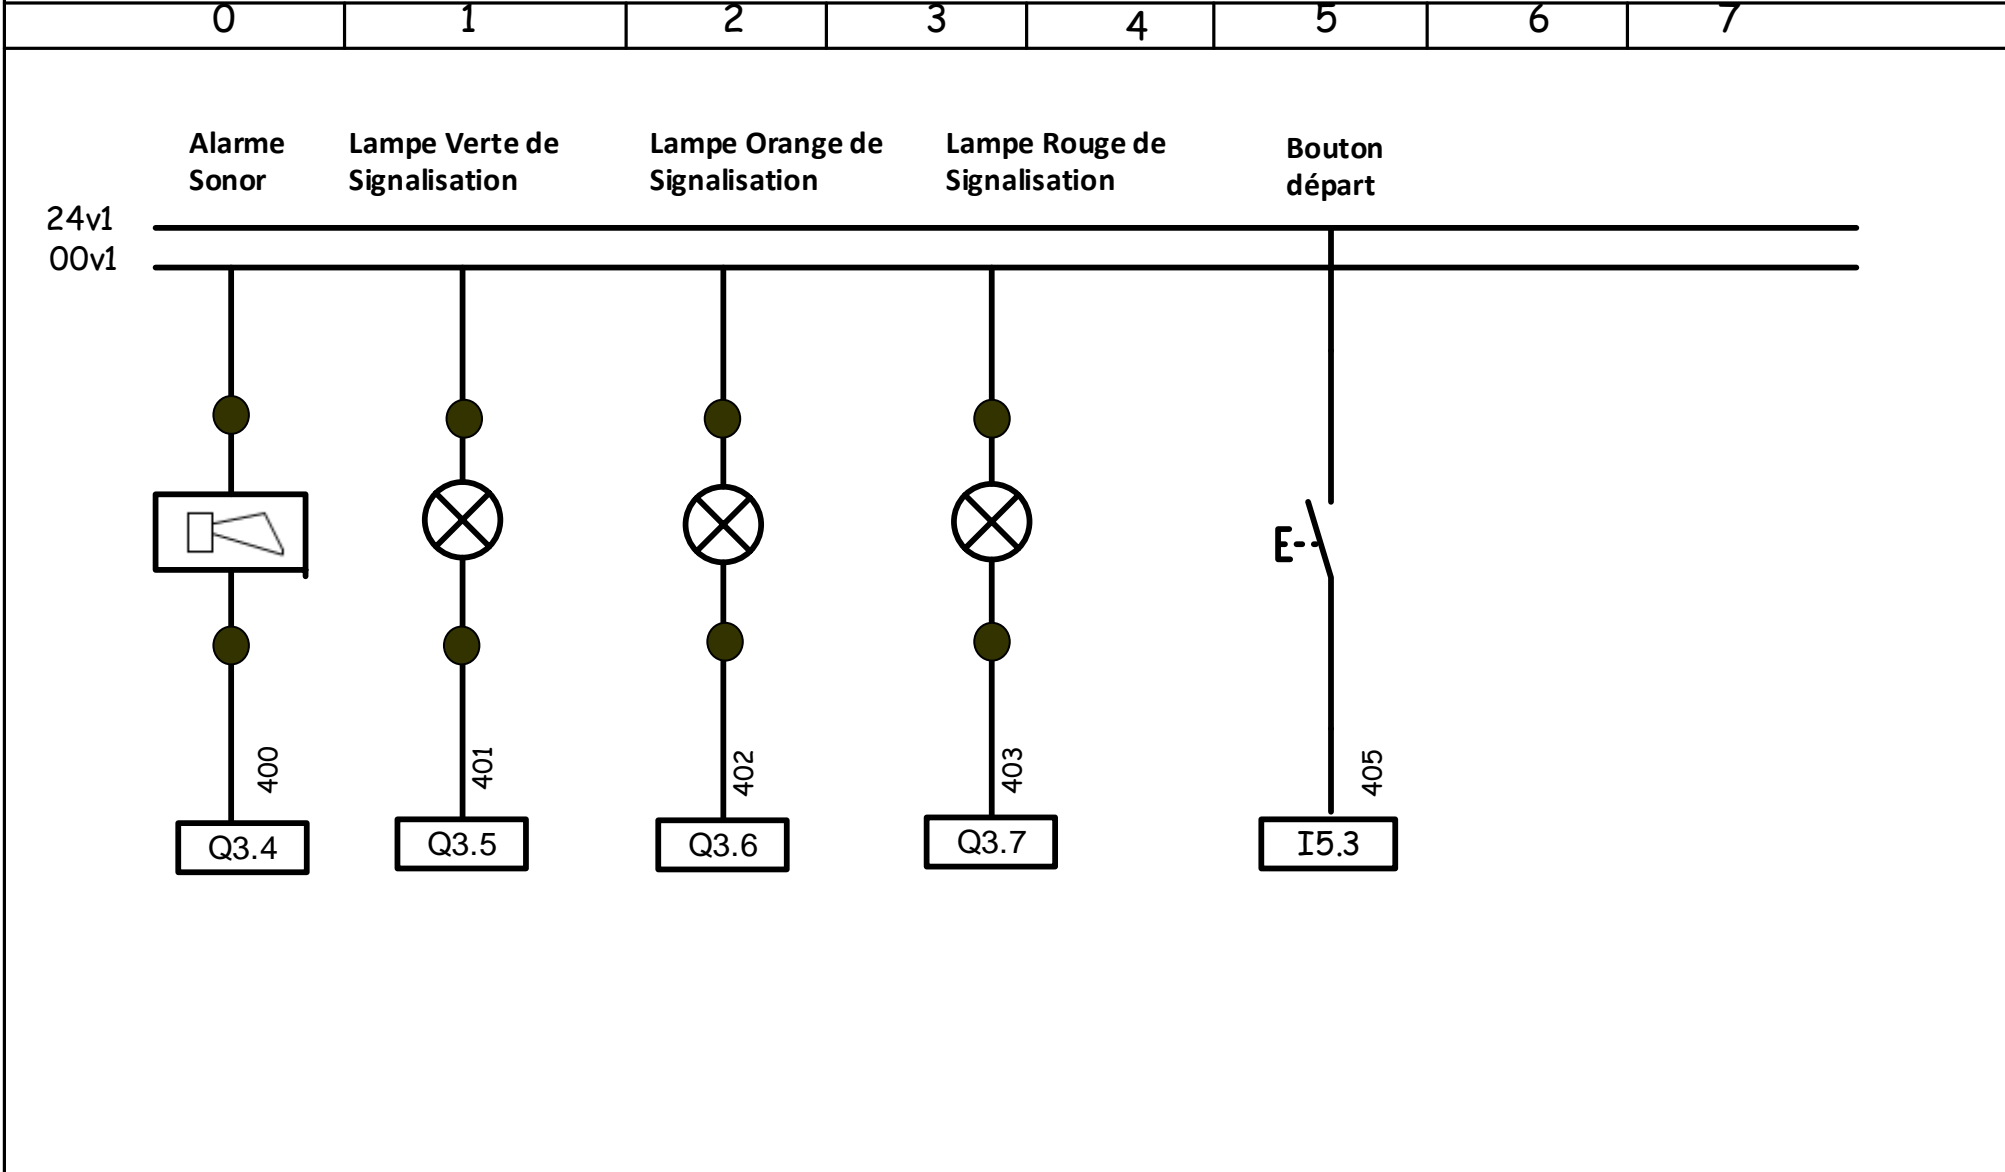 0 1 2 3 4 5 6 7
Alarme
Sonor
Lampe Verte de
Signalisation
Lampe Orange de
Signalisation
Lampe Rouge de
Signalisation
Bouton
départ
24v1
00v1
400
401
402
403
405
Q3.4
Q3.5
Q3.6
Q3.7
I5.3